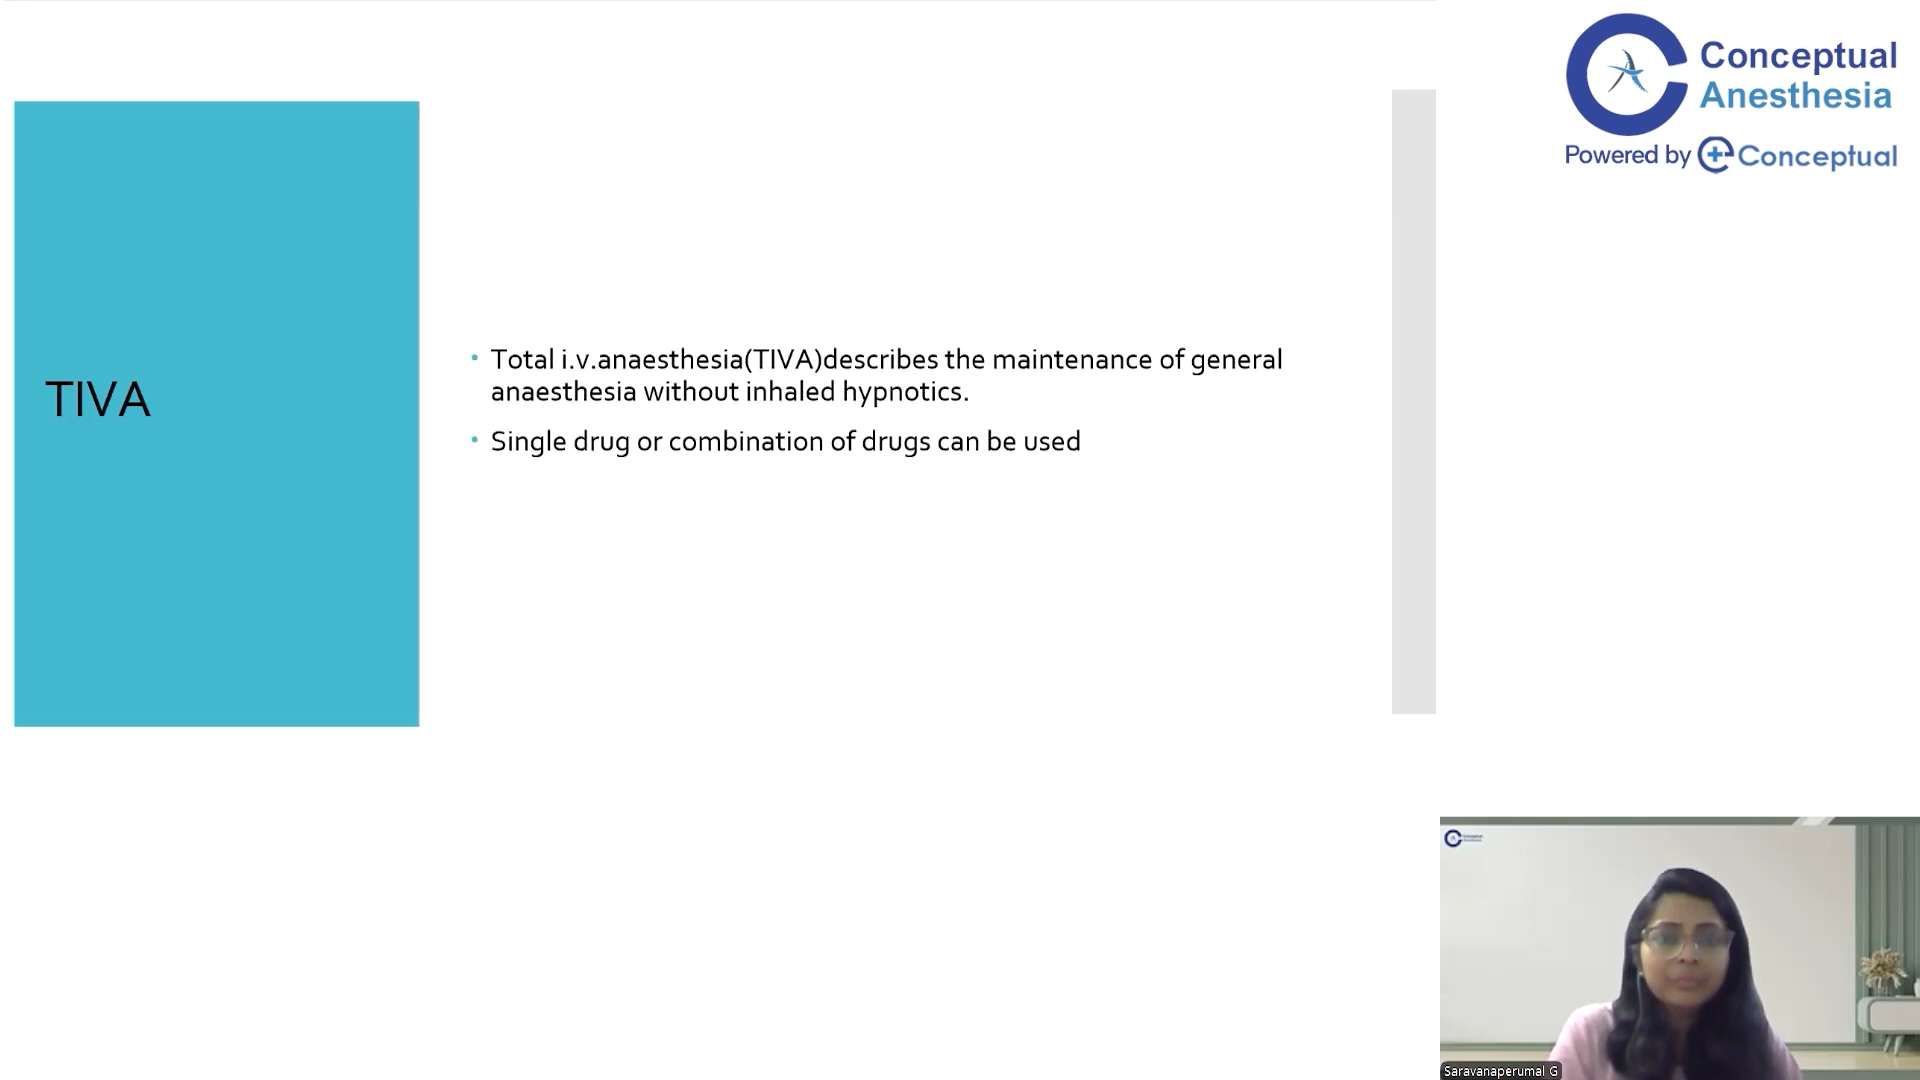 Conceptual
Anesthesia
Powered by Conceptual
TIVA
• Total i.v.anaesthesia(TIVA)describes the maintenance of general
anaesthesia without inhaled hypnotics.
• Single drug or combination of drugs can be used
Saravanaperumal G